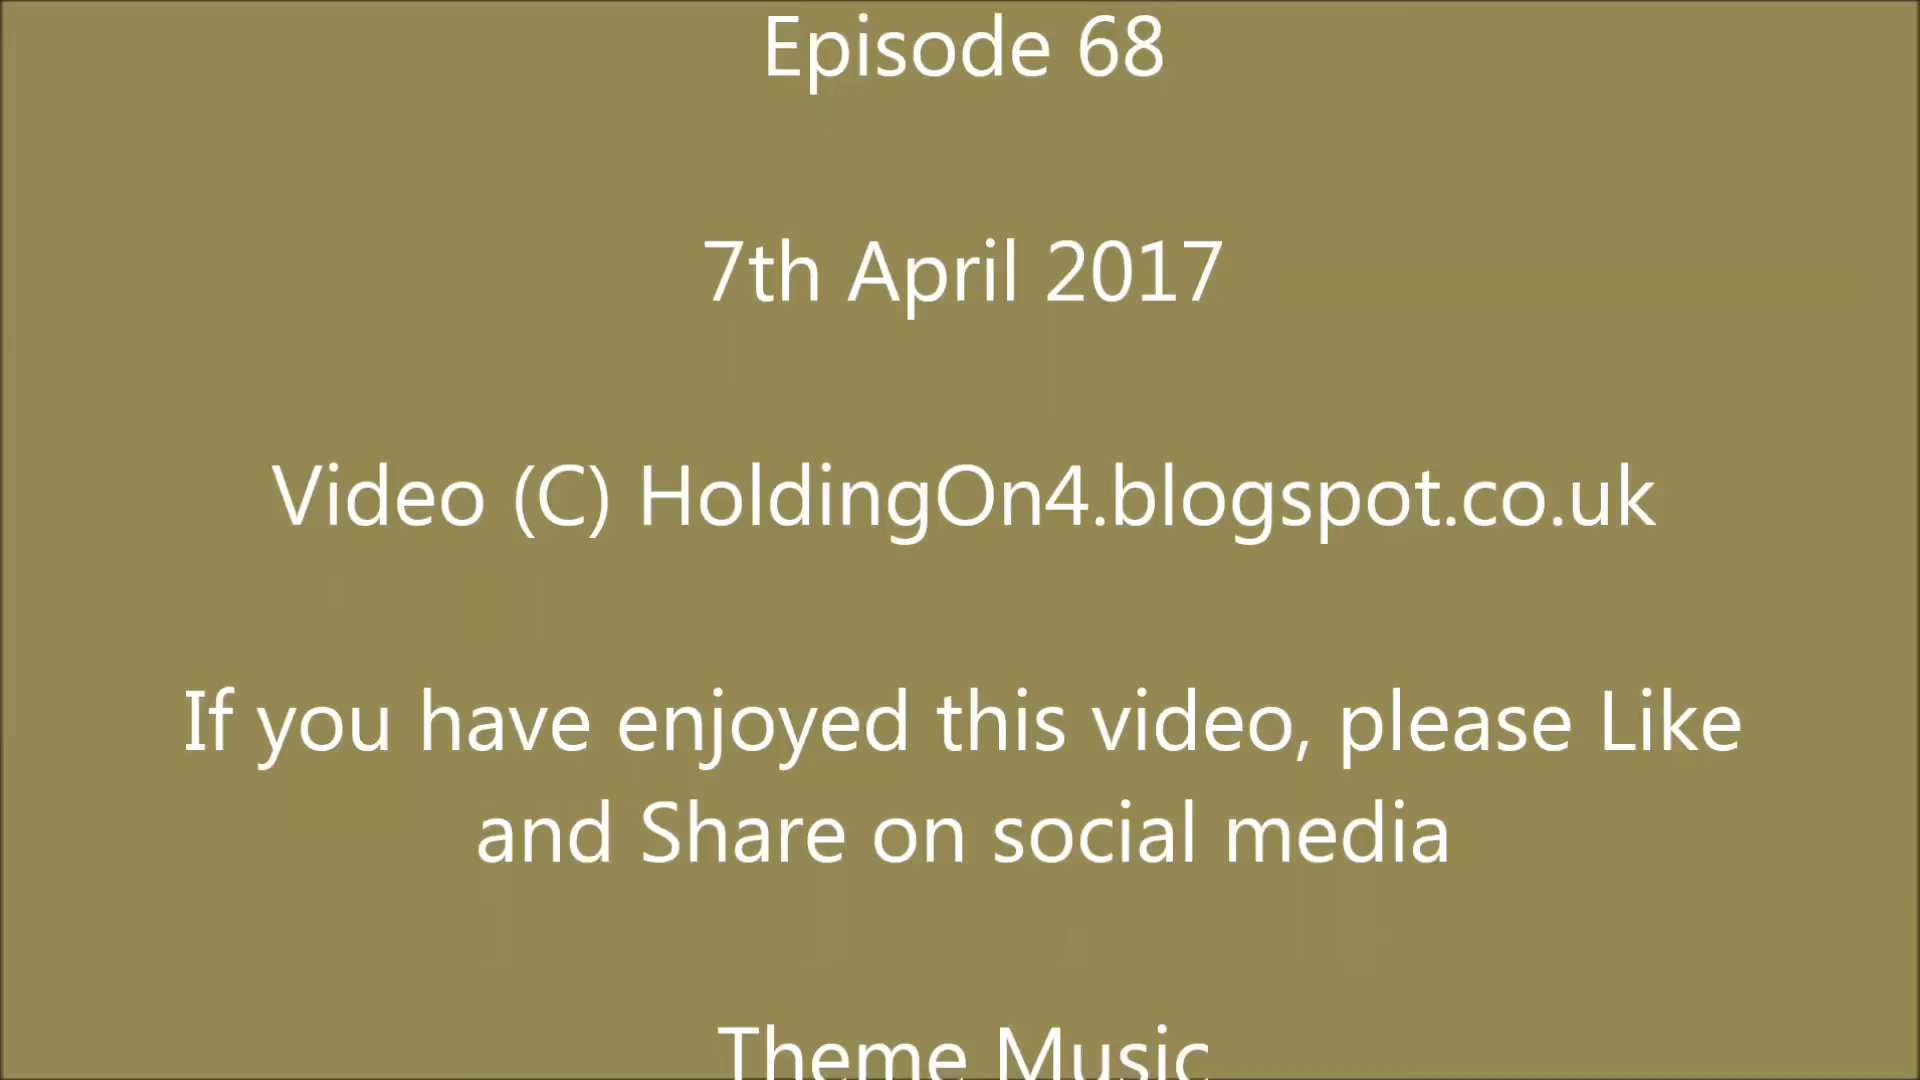 Episode 68
7th April 2017
Video (C) HoldingOn4.blogspot.co.uk
If you have enjoyed this video, please Like
and Share on social media
Theme Music